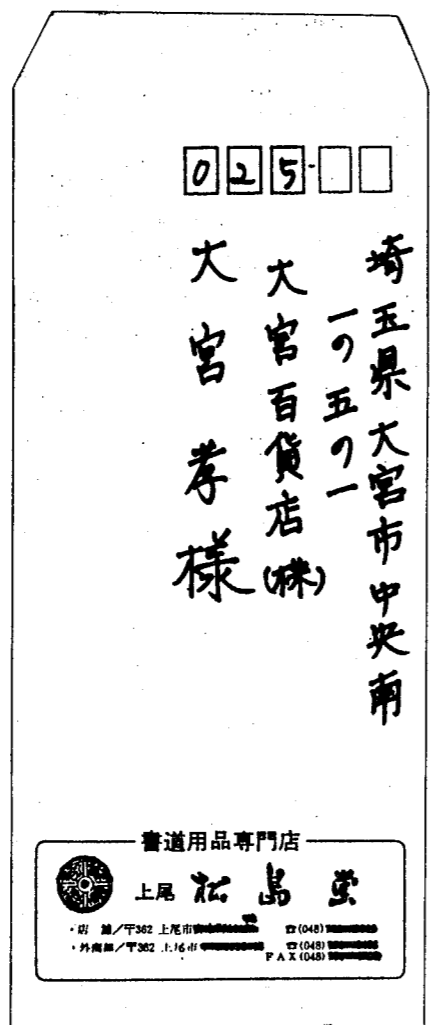 025-
埼玉県大宮市中央南
一の五の一
大宮百貨店(株)
大宮孝様
書道用品専門店
上尾 松島堂
・店 舗/〒362 上尾市 ☎(048)
・外商部/〒362 上尾市 ☎(048)
FAX(048)